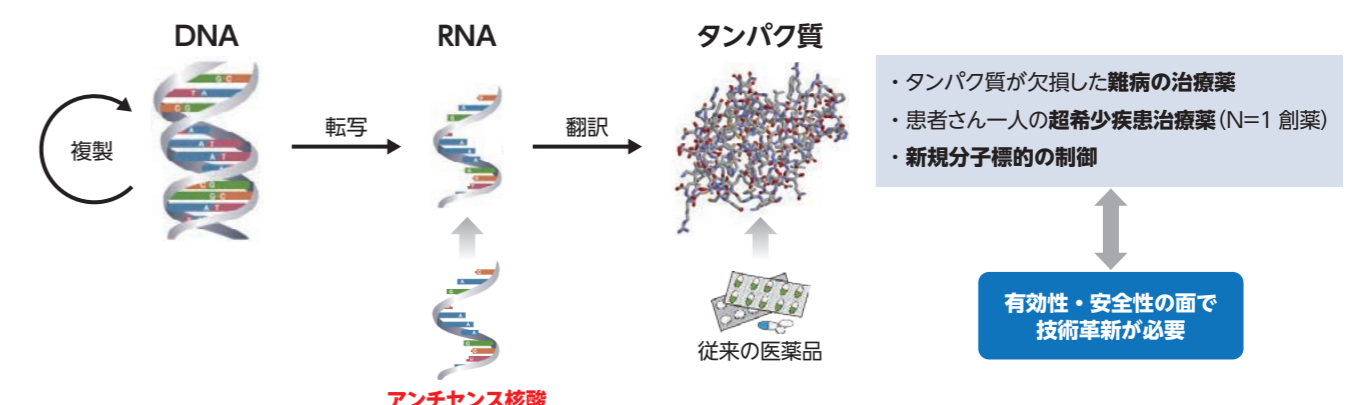 DNA
RNA
タンパク質
複製
転写
翻訳
・タンパク質が欠損した難病の治療薬
・患者さん一人の超希少疾患治療薬(N=1 創薬)
・新規分子標的の制御
有効性・安全性の面で
技術革新が必要
従来の医薬品
アンチセンス核酸
G C
T A
C G
A T
A T
C G
G C
A T